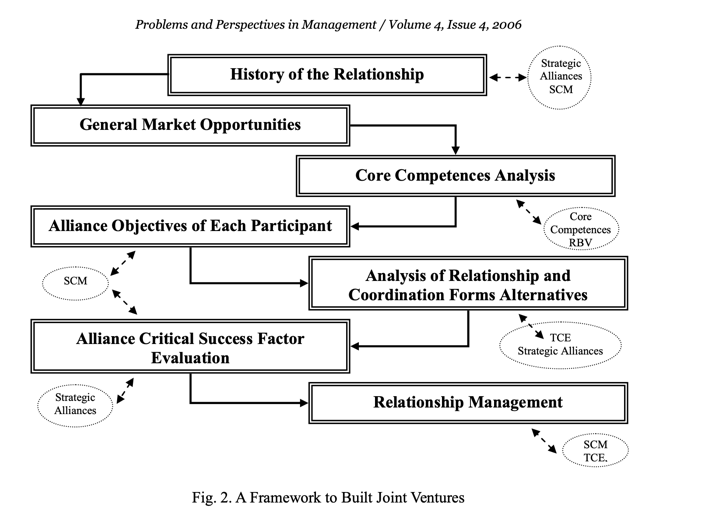 Problems and Perspectives in Management / Volume 4, Issue 4, 2006
History of the Relationship
Strategic
Alliances
SCM
General Market Opportunities
Core Competences Analysis
Alliance Objectives of Each Participant
Core
Competences
RBV
SCM
Analysis of Relationship and
Coordination Forms Alternatives
Alliance Critical Success Factor
Evaluation
TCE
Strategic Alliances
Strategic
Alliances
Relationship Management
SCM
TCE.
Fig. 2. A Framework to Built Joint Ventures